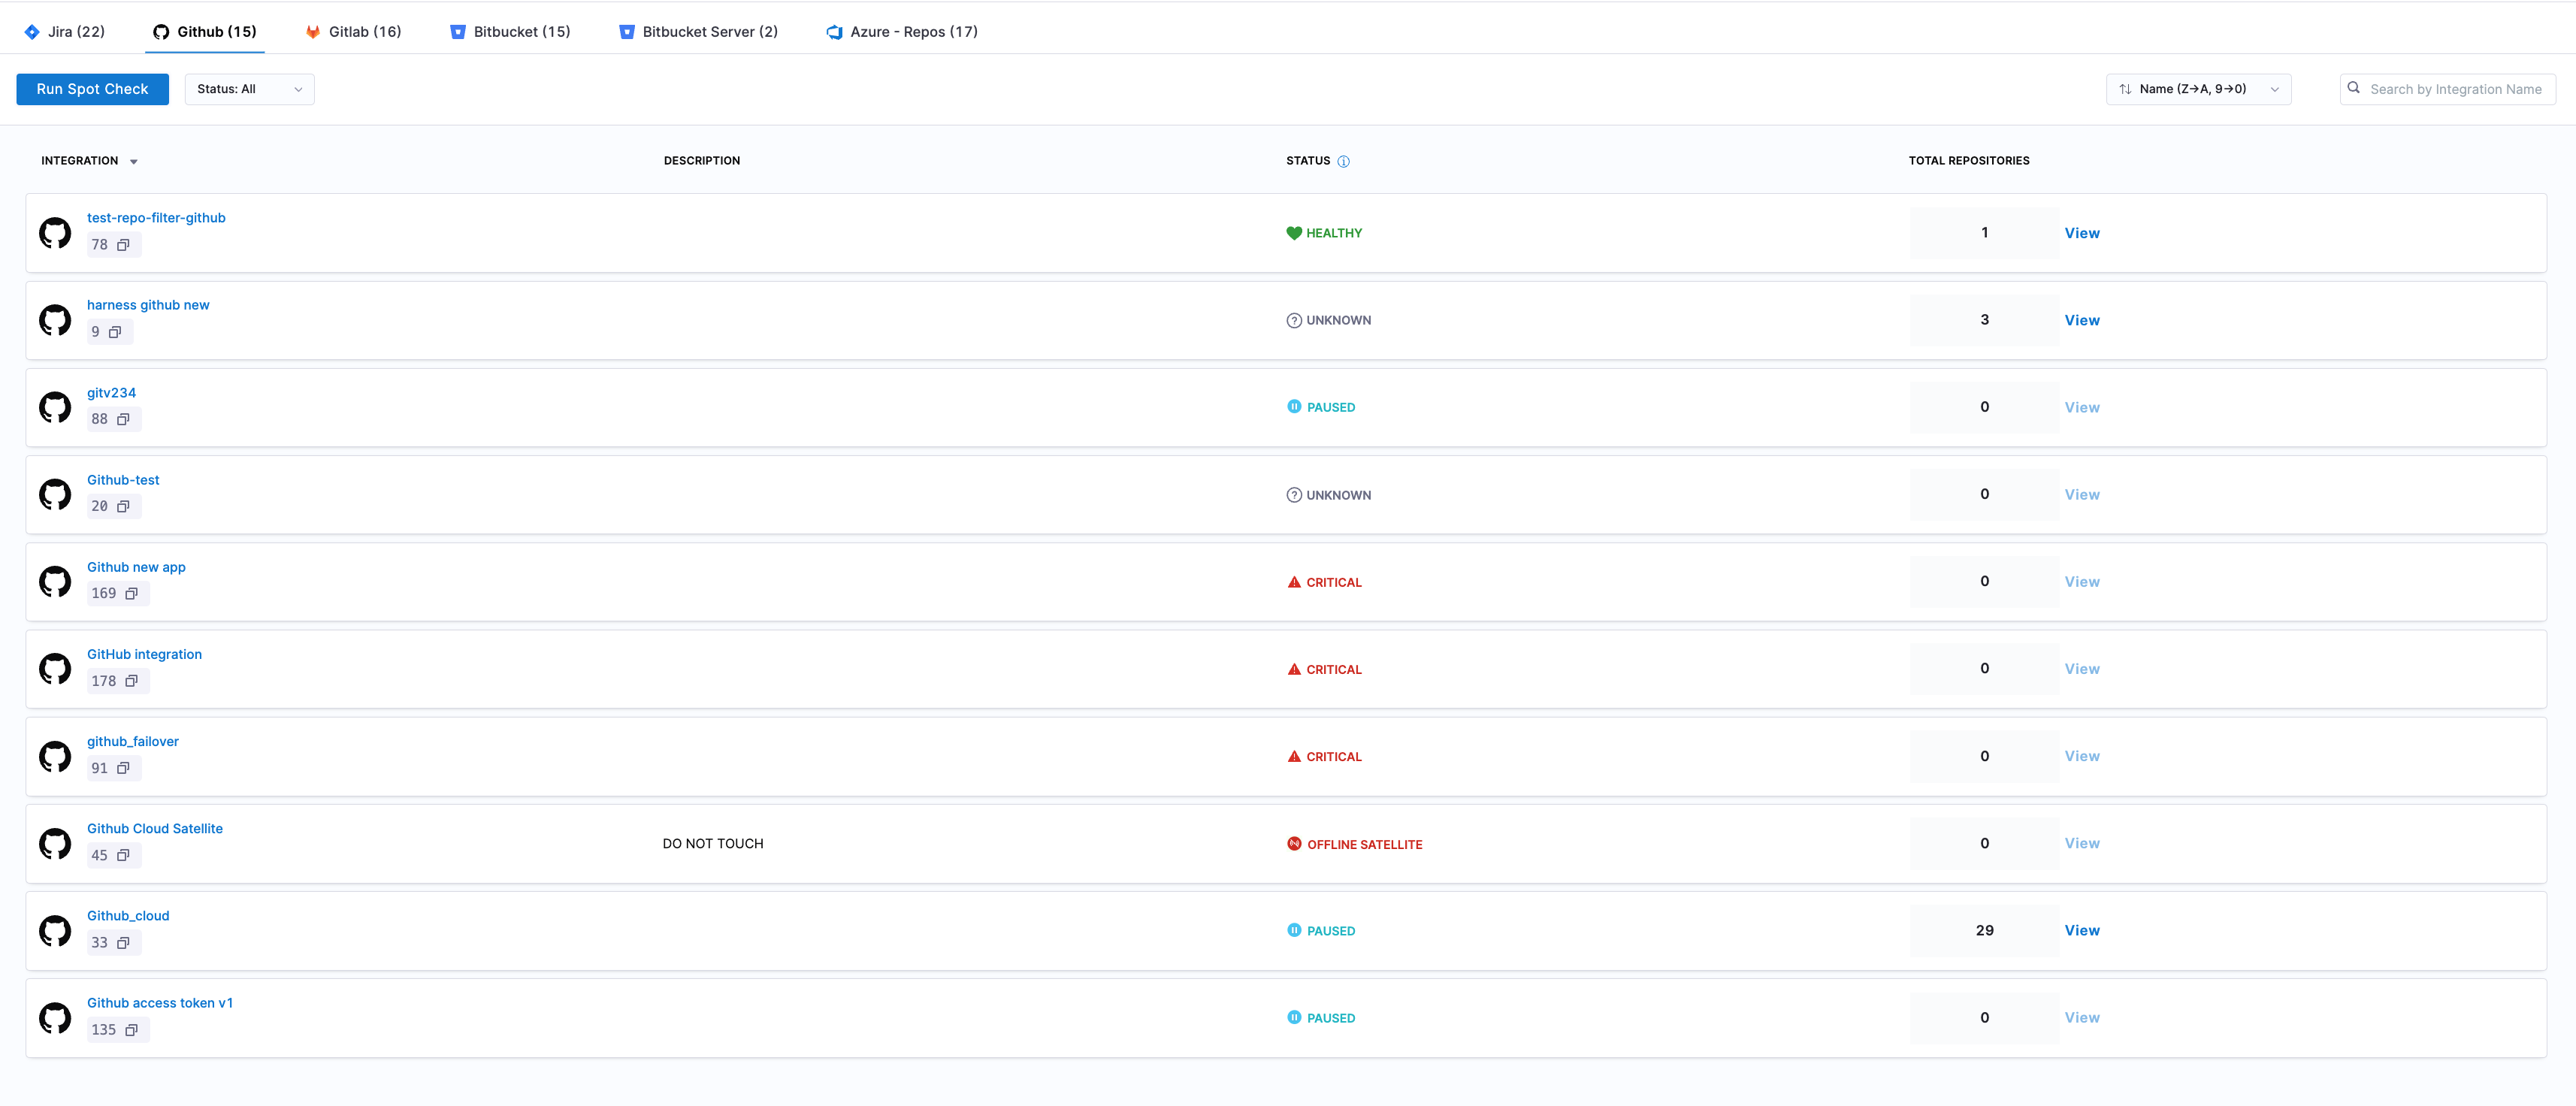 Jira (22) Github (15) Gitlab (16) Bitbucket (15) Bitbucket Server (2) Azure - Repos (17)
Run Spot Check Status: All Name (Z→A, 9→0) Search by Integration Name
INTEGRATION DESCRIPTION STATUS TOTAL REPOSITORIES
test-repo-filter-github
78 HEALTHY 1 View
harness github new
9 UNKNOWN 3 View
gitv234
88 PAUSED 0 View
Github-test
20 UNKNOWN 0 View
Github new app
169 CRITICAL 0 View
GitHub integration
178 CRITICAL 0 View
github_failover
91 CRITICAL 0 View
Github Cloud Satellite
45 DO NOT TOUCH OFFLINE SATELLITE 0 View
Github_cloud
33 PAUSED 29 View
Github access token v1
135 PAUSED 0 View